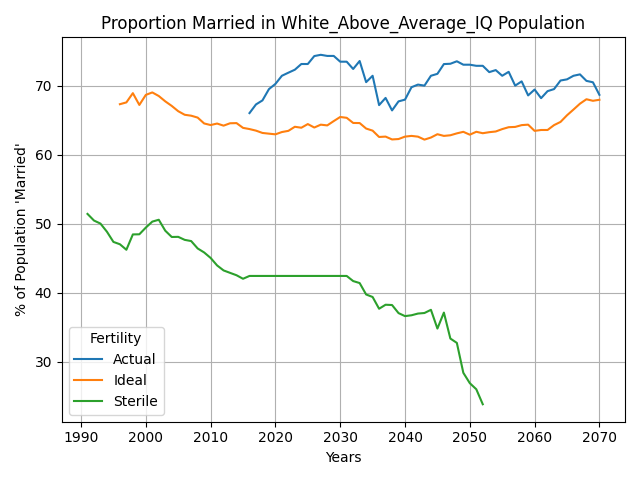 Proportion Married in White_Above_Average_IQ Population
% of Population 'Married'
70
60
50
40
30
Fertility
Actual
Ideal
Sterile
1990 2000 2010 2020 2030 2040 2050 2060 2070
Years